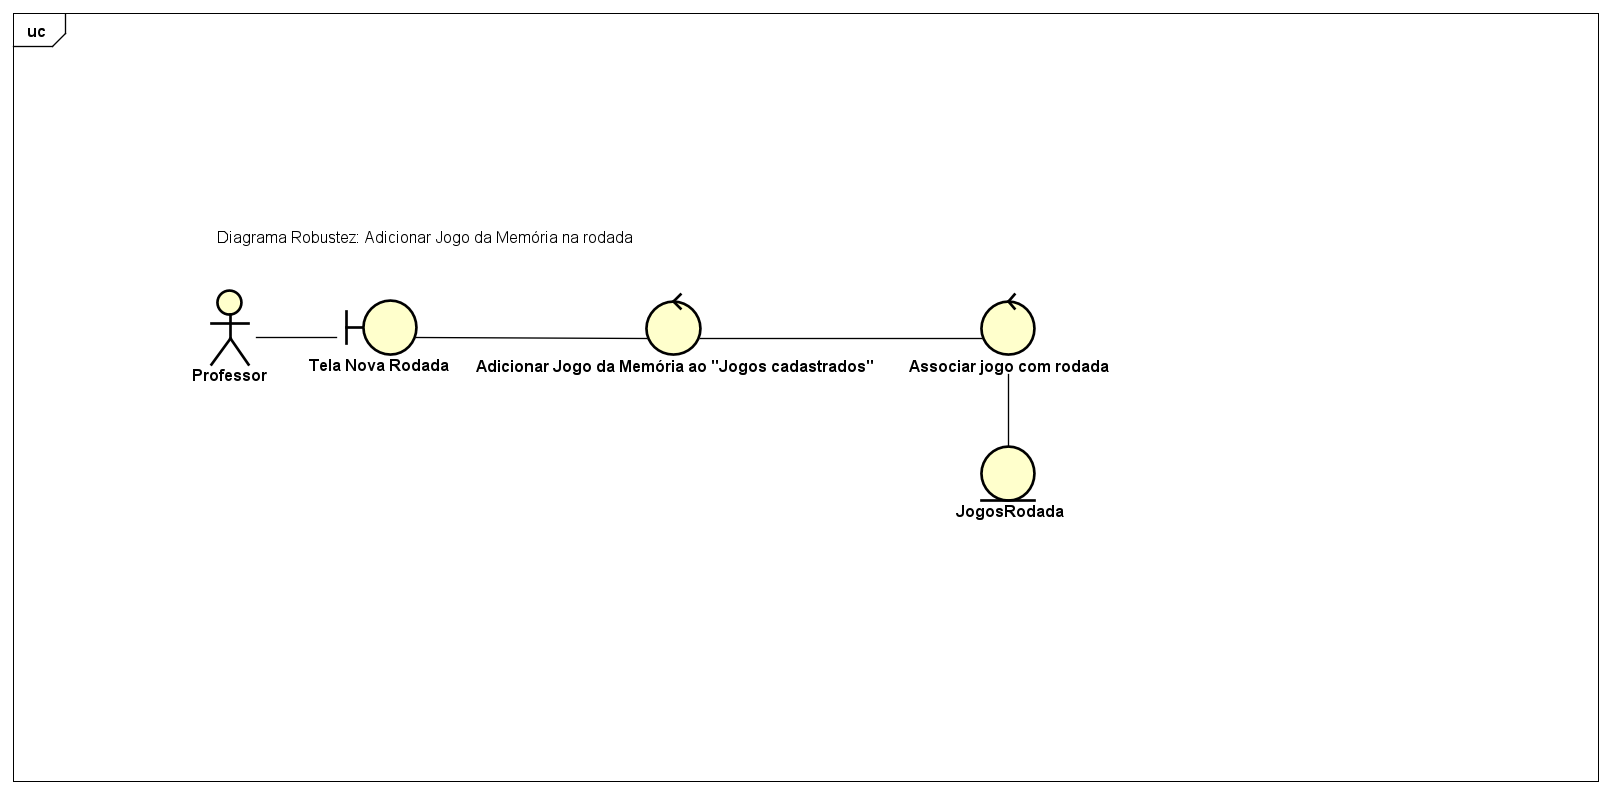 uc
Diagrama Robustez: Adicionar Jogo da Memória na rodada
Professor
Tela Nova Rodada
Adicionar Jogo da Memória ao "Jogos cadastrados"
Associar jogo com rodada
JogosRodada